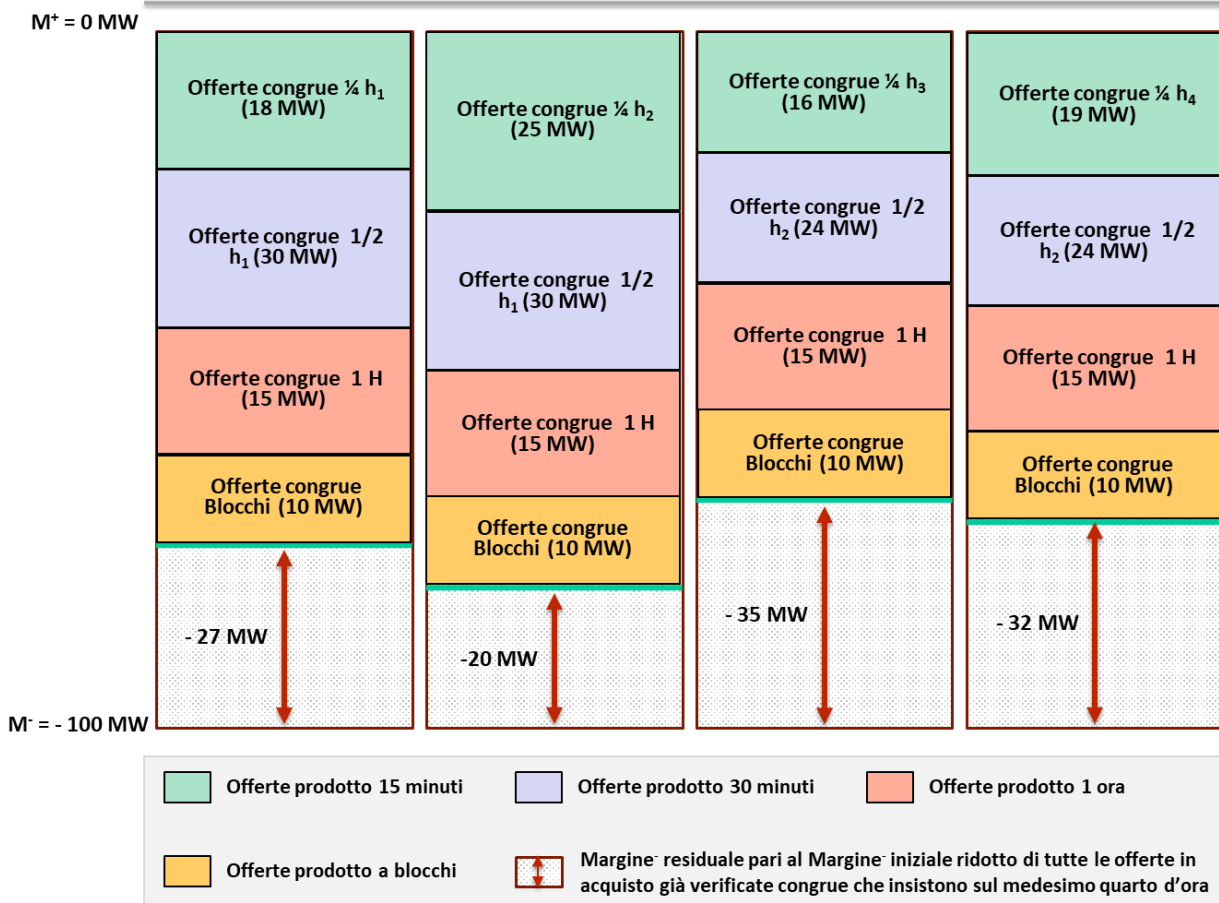 M⁺ = 0 MW
Offerte congrue ¼ h₁
(18 MW)
Offerte congrue 1/2
h₁ (30 MW)
Offerte congrue 1 H
(15 MW)
Offerte congrue
Blocchi (10 MW)
- 27 MW
Offerte congrue ¼ h₂
(25 MW)
Offerte congrue 1/2
h₁ (30 MW)
Offerte congrue 1 H
(15 MW)
Offerte congrue
Blocchi (10 MW)
-20 MW
Offerte congrue ¼ h₃
(16 MW)
Offerte congrue 1/2
h₂ (24 MW)
Offerte congrue 1 H
(15 MW)
Offerte congrue
Blocchi (10 MW)
- 35 MW
Offerte congrue ¼ h₄
(19 MW)
Offerte congrue 1/2
h₂ (24 MW)
Offerte congrue 1 H
(15 MW)
Offerte congrue
Blocchi (10 MW)
- 32 MW
M⁻ = - 100 MW
Offerte prodotto 15 minuti
Offerte prodotto 30 minuti
Offerte prodotto 1 ora
Offerte prodotto a blocchi
Margine⁻ residuale pari al Margine⁻ iniziale ridotto di tutte le offerte in
acquisto già verificate congrue che insistono sul medesimo quarto d'ora